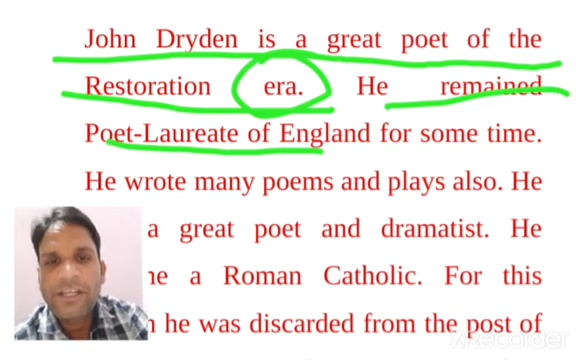 John Dryden is a great poet of the
Restoration era. He remained
Poet-Laureate of England for some time.
He wrote many poems and plays also. He
a great poet and dramatist. He
a Roman Catholic. For this
he was discarded from the post of
XRecorder